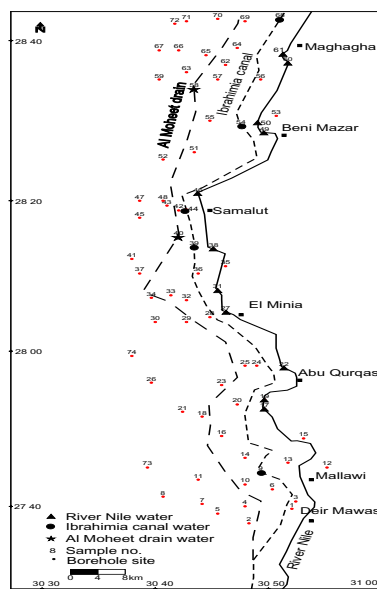 N
72 71 70 69 68
28 40
Maghagha
67 66 65 64 61
60
62
63
59 58 57 56
Al Moheet drain
Ibrahimia canal
55 54 53
50
49
Beni Mazar
51
52
28 20
47 48
43
42 44
45
Samalut
40
39 38
41
37 36 35
34 33 32 31
El Minia
30 29 28 27
28 00
74
25 24 22
Abu Qurqas
26 23
20
21 18
16 15
14 13 12
73
Mallawi
11 10
6
8 7 5 4 3
27 40
2
Deir Mawas
River Nile water
Ibrahimia canal water
Al Moheet drain water
8 Sample no.
Borehole site
0 4 8km
River Nile
30 30 30 40 30 50 31 00